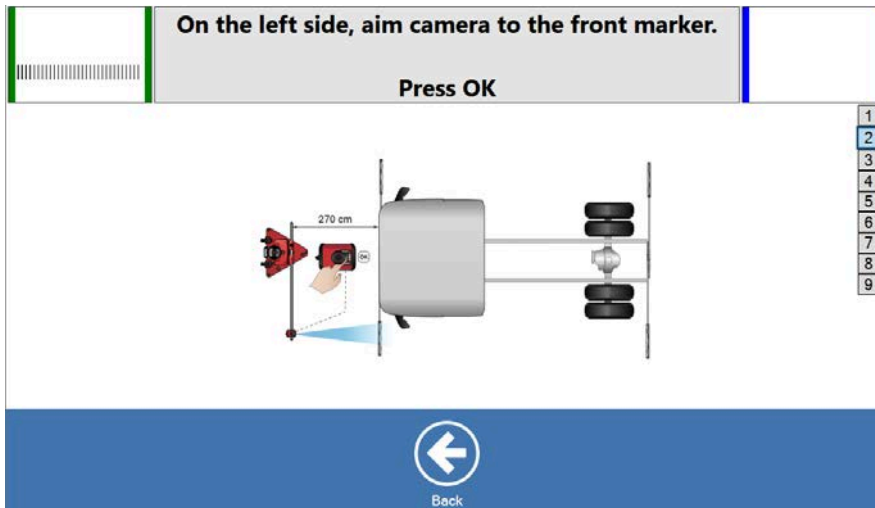 On the left side, aim camera to the front marker.
Press OK
1
2
3
4
5
6
7
8
9
270 cm
OK
Back